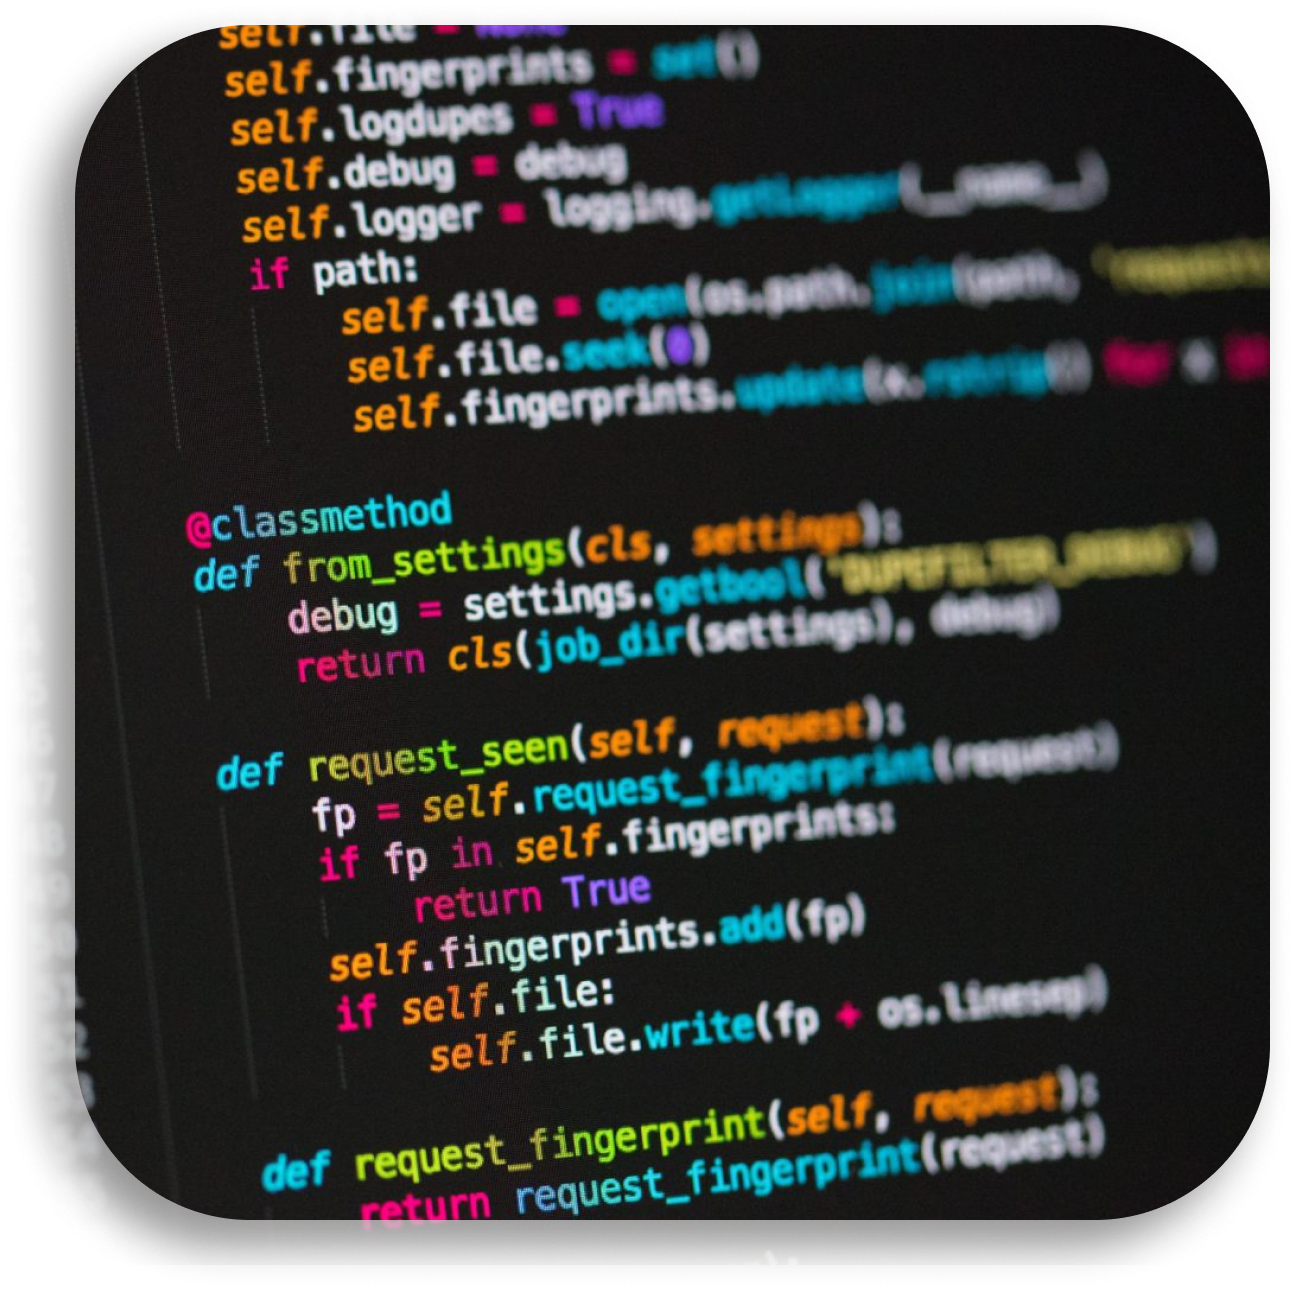 self.file = None
self.fingerprints = set()
self.logdupes = True
self.debug = debug
self.logger = logging.getLogger(__name__)
if path:
self.file = open(os.path.join(path, 'requests
self.file.seek(0)
self.fingerprints.update(x.rstrip() for x in
@classmethod
def from_settings(cls, settings):
debug = settings.getbool('DUPEFILTER_DEBUG')
return cls(job_dir(settings), debug)
def request_seen(self, request):
fp = self.request_fingerprint(request)
if fp in self.fingerprints:
return True
self.fingerprints.add(fp)
if self.file:
self.file.write(fp + os.linesep)
def request_fingerprint(self, request):
return request_fingerprint(request)